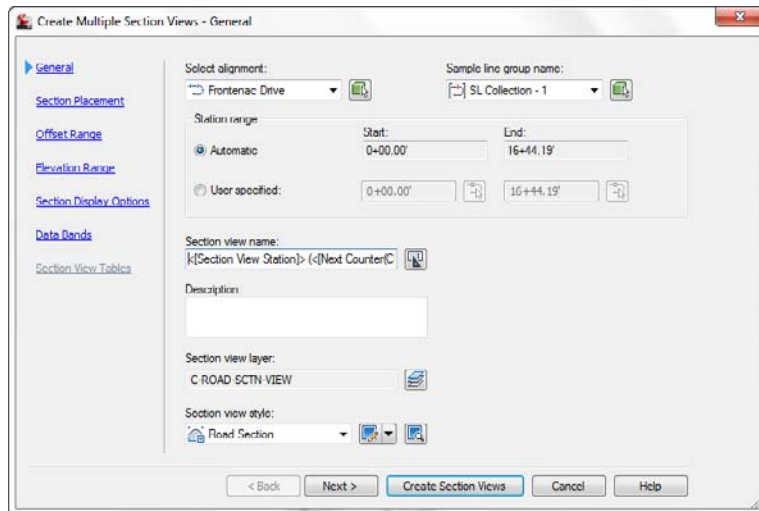 Create Multiple Section Views - General
General
Section Placement
Offset Range
Elevation Range
Section Display Options
Data Bands
Section View Tables
Select alignment:
Sample line group name:
Frontenac Drive
SL Collection - 1
Station range
Start:
End:
Automatic
0+00.00'
16+44.19'
User specified:
0+00.00'
16+44.19'
Section view name:
<[Section View Station]> (<[Next Counter(C
Description:
Section view layer:
C-ROAD-SCTN-VIEW
Section view style:
Road Section
< Back
Next >
Create Section Views
Cancel
Help